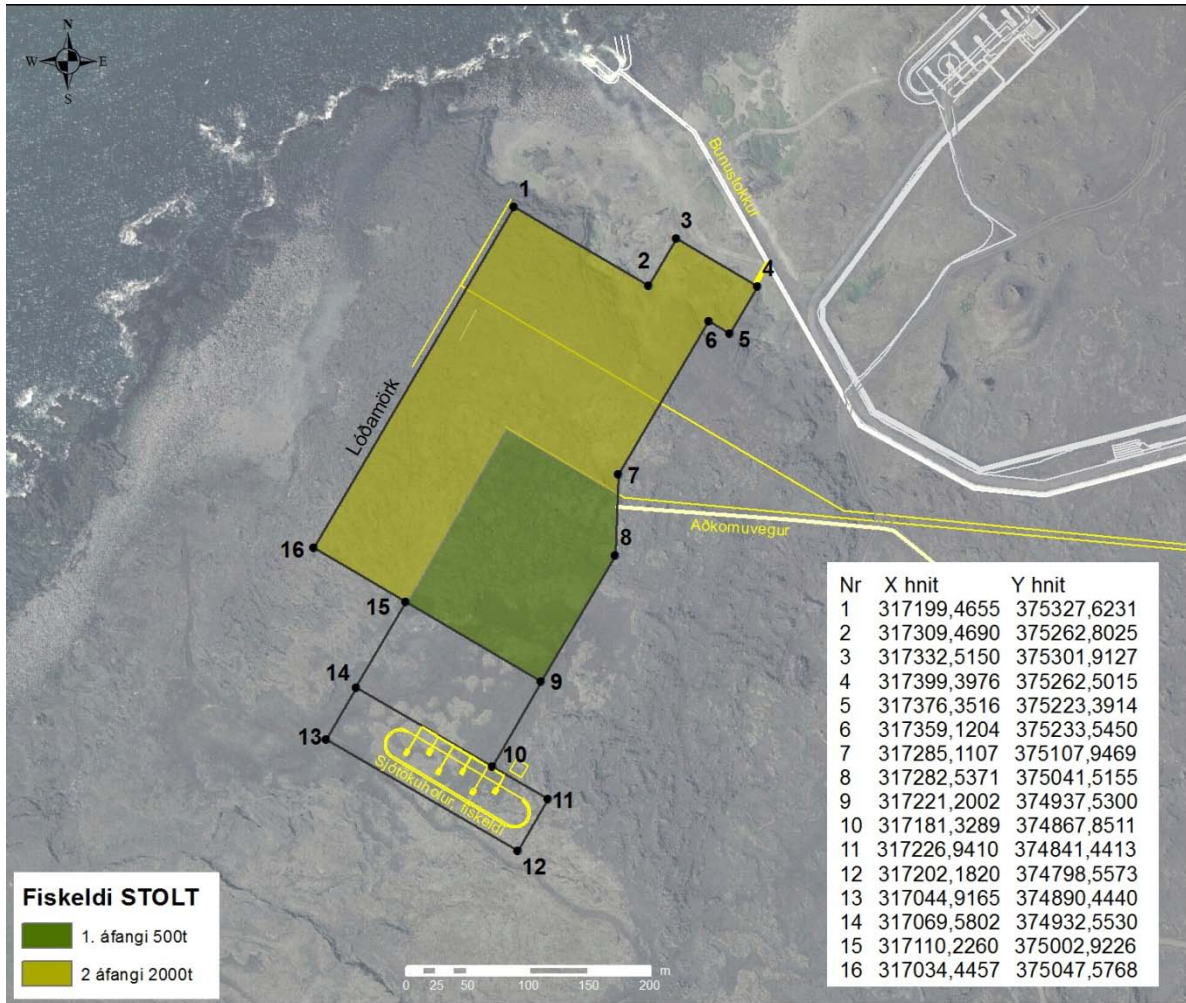 N
W E
S
1
2
3
4
5
6
7
8
9
10
11
12
13
14
15
16
Bunustokkur
Lóðamörk
Aðkomuvegur
Sjótökuholur, fiskeldi
Nr X hnit Y hnit
1 317199,4655 375327,6231
2 317309,4690 375262,8025
3 317332,5150 375301,9127
4 317399,3976 375262,5015
5 317376,3516 375223,3914
6 317359,1204 375233,5450
7 317285,1107 375107,9469
8 317282,5371 375041,5155
9 317221,2002 374937,5300
10 317181,3289 374867,8511
11 317226,9410 374841,4413
12 317202,1820 374798,5573
13 317044,9165 374890,4440
14 317069,5802 374932,5530
15 317110,2260 375002,9226
16 317034,4457 375047,5768
Fiskeldi STOLT
1. áfangi 500t
2 áfangi 2000t
m
0 25 50 100 150 200